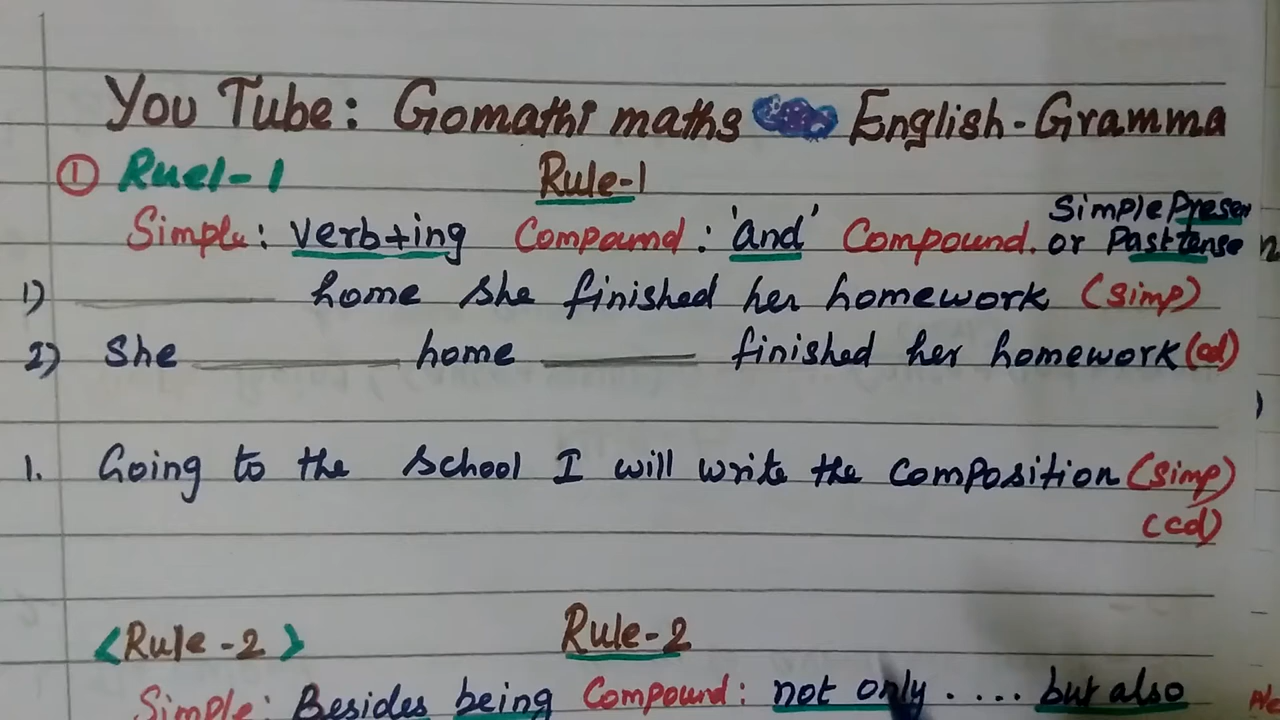 You Tube: Gomathi maths English-Gramma
① Ruel-1 Rule-1
Simple: verb+ing Compound: 'and' Compound. Simple Presen
or Past tense
1) ________ home she finished her homework (simp)
2) She ________ home ________ finished her homework (cd)
1. Going to the school I will write the composition (simp)
(cd)
<Rule-2> Rule-2
Simple: Besides being Compound: not only .... but also